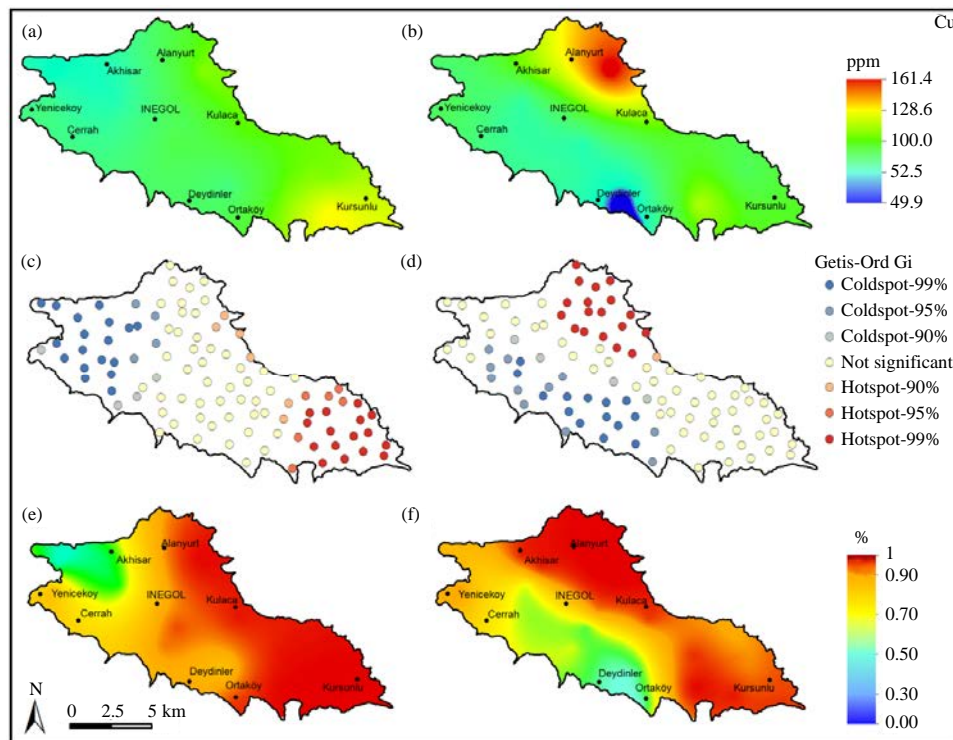 (a)
Alanyurt
Akhisar
Yenicekoy
INEGOL
Kulaca
Cerrah
Deydinler
Ortaköy
Kursunlu
(b)
Alanyurt
Akhisar
Yenicekoy
INEGOL
Kulaca
Cerrah
Deydinler
Ortaköy
Kursunlu
Cu
ppm
161.4
128.6
100.0
52.5
49.9
(c)
(d)
Getis-Ord Gi
Coldspot-99%
Coldspot-95%
Coldspot-90%
Not significant
Hotspot-90%
Hotspot-95%
Hotspot-99%
(e)
Alanyurt
Akhisar
Yenicekoy
INEGOL
Kulaca
Cerrah
Deydinler
Ortaköy
Kursonlu
N
0 2.5 5 km
(f)
Alanyurt
Akhisar
Yenicekoy
INEGOL
Kulaca
Cerrah
Deydinler
Ortaköy
Kursunlu
%
1
0.90
0.70
0.50
0.30
0.00